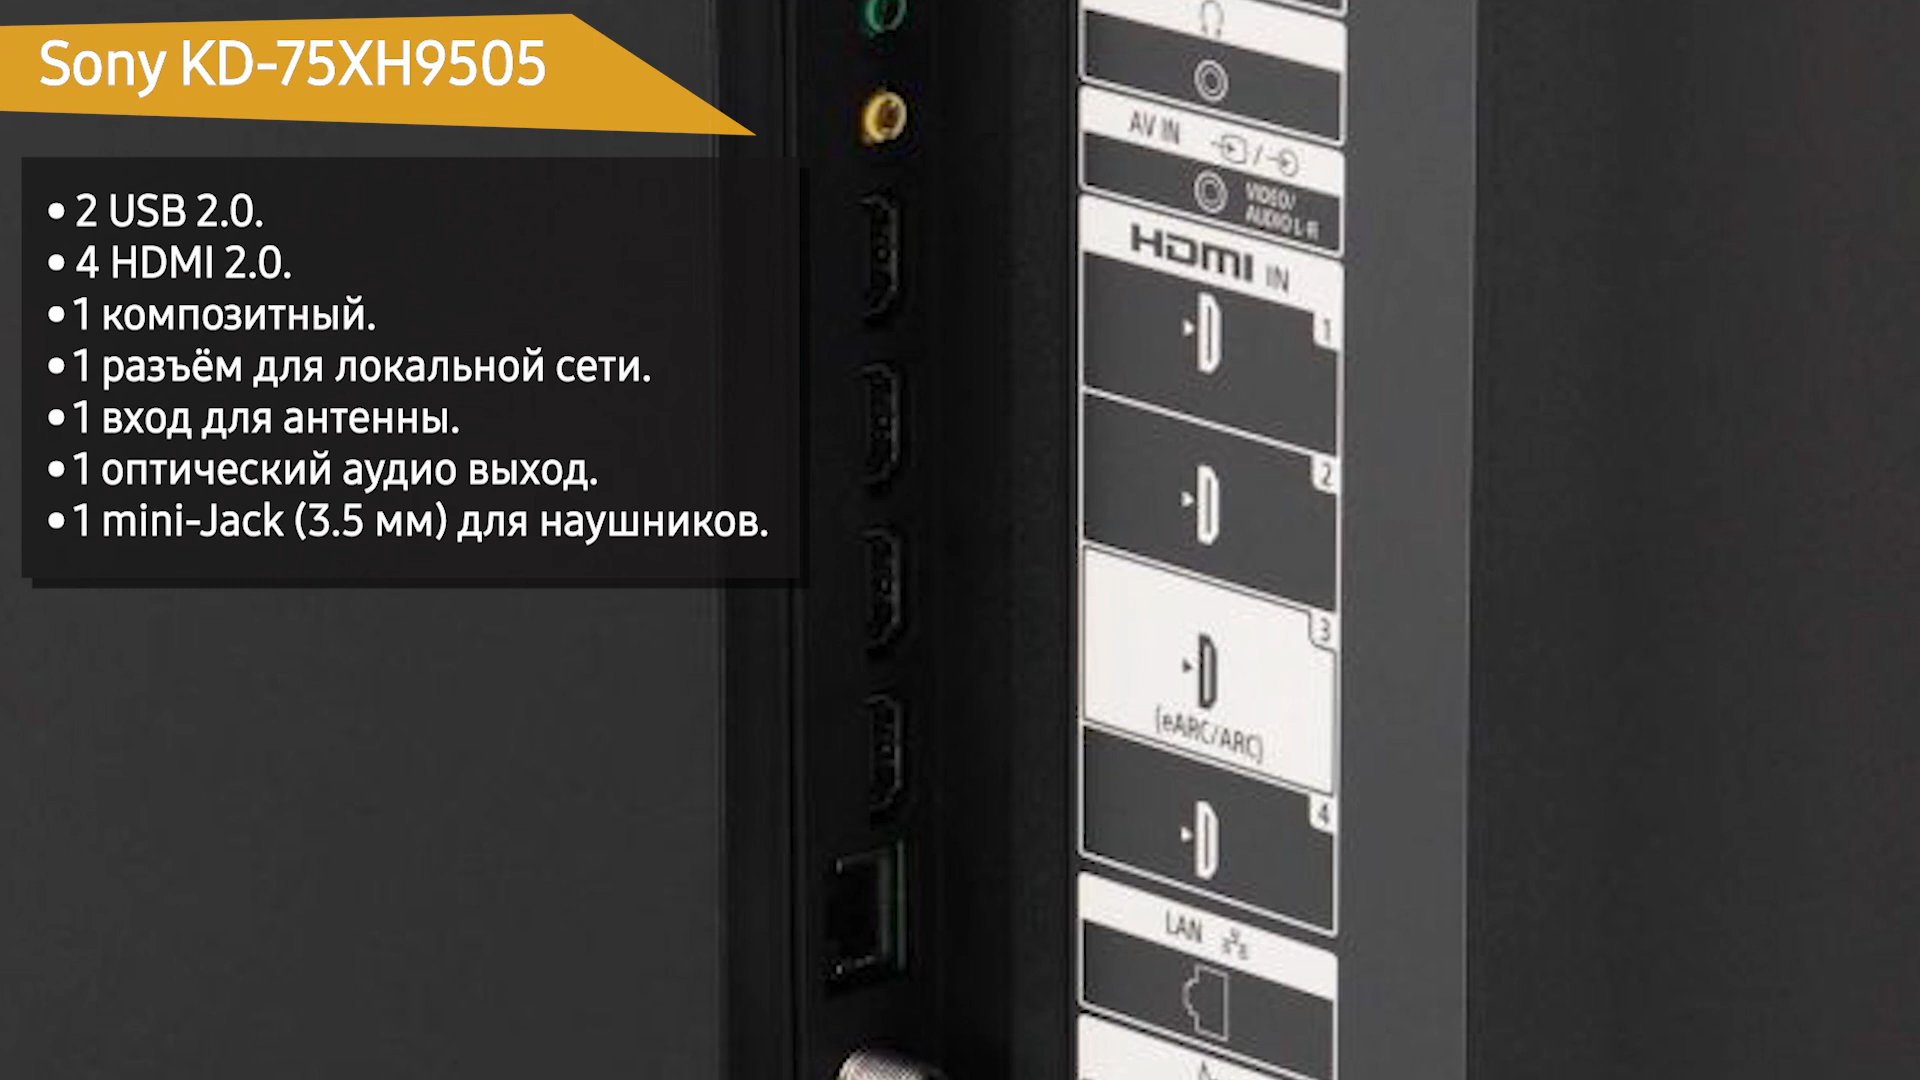 Sony KD-75XH9505
• 2 USB 2.0.
• 4 HDMI 2.0.
• 1 композитный.
• 1 разъём для локальной сети.
• 1 вход для антенны.
• 1 оптический аудио выход.
• 1 mini-Jack (3.5 мм) для наушников.
AV IN
VIDEO/
AUDIO L-R
HDMI IN
1
2
3
(eARC/ARC)
4
LAN